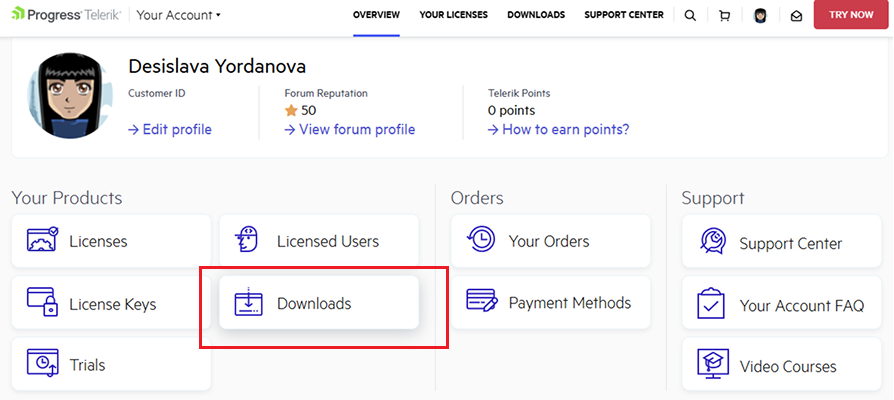 Progress Telerik Your Account OVERVIEW YOUR LICENSES DOWNLOADS SUPPORT CENTER TRY NOW
Desislava Yordanova
Customer ID
→ Edit profile
Forum Reputation
50
→ View forum profile
Telerik Points
0 points
→ How to earn points?
Your Products
Licenses
Licensed Users
License Keys
Downloads
Trials
Orders
Your Orders
Payment Methods
Support
Support Center
Your Account FAQ
Video Courses